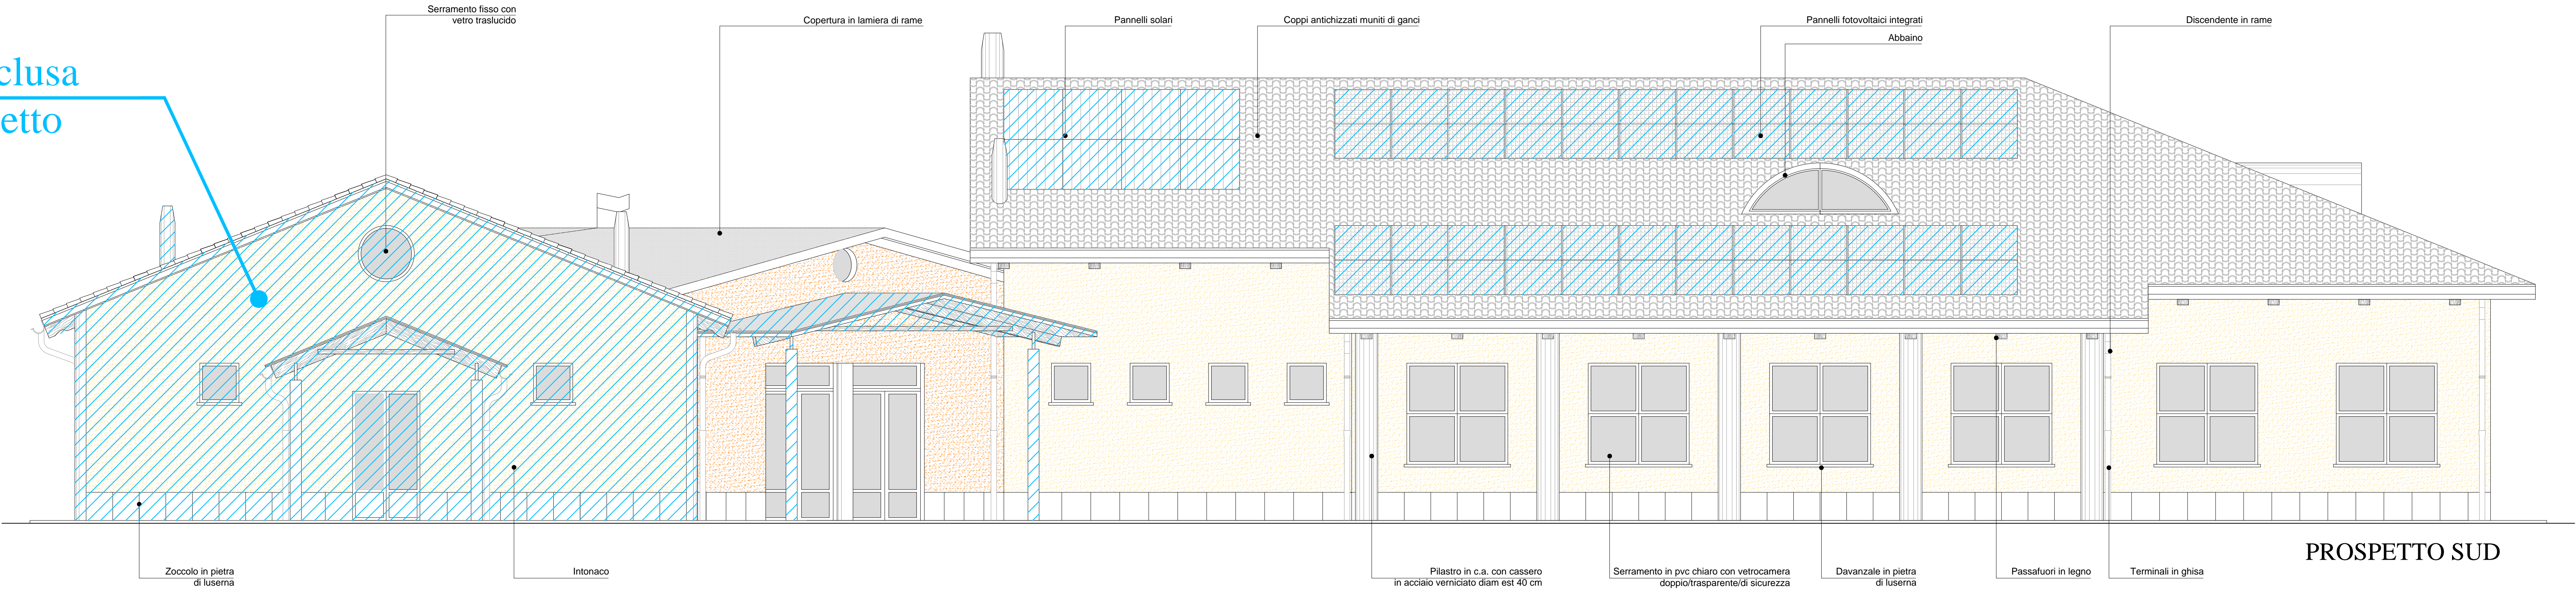 Serramento fisso con
vetro traslucido
Copertura in lamiera di rame
Pannelli solari
Coppi antichizzati muniti di ganci
Pannelli fotovoltaici integrati
Abbaino
Discendente in rame
clusa
etto
PROSPETTO SUD
Zoccolo in pietra
di luserna
Intonaco
Pilastro in c.a. con cassero
in acciaio verniciato diam est 40 cm
Serramento in pvc chiaro con vetrocamera
doppio/trasparente/di sicurezza
Davanzale in pietra
di luserna
Passafuori in legno
Terminali in ghisa